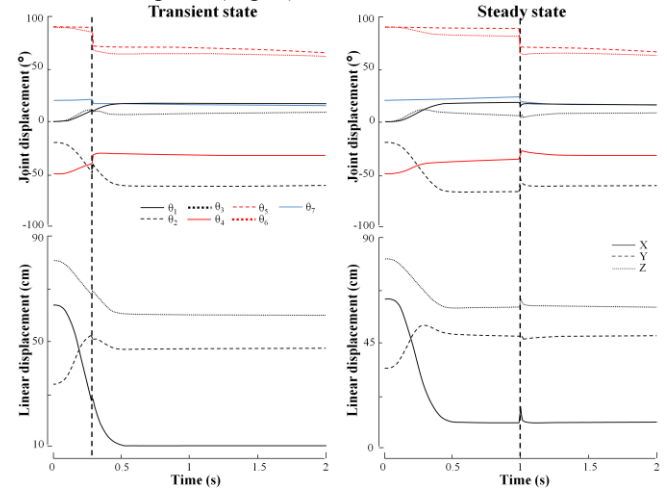 Transient state
Steady state
100
50
0
-50
-100
Joint displacement (°)
θ1 θ3 θ5 θ7
θ2 θ4 θ6
100
50
0
-50
-100
Joint displacement (°)
90
50
10
Linear displacement (cm)
0 0.5 1 1.5 2
Time (s)
90
45
0
Linear displacement (cm)
X
Y
Z
0 0.5 1 1.5 2
Time (s)